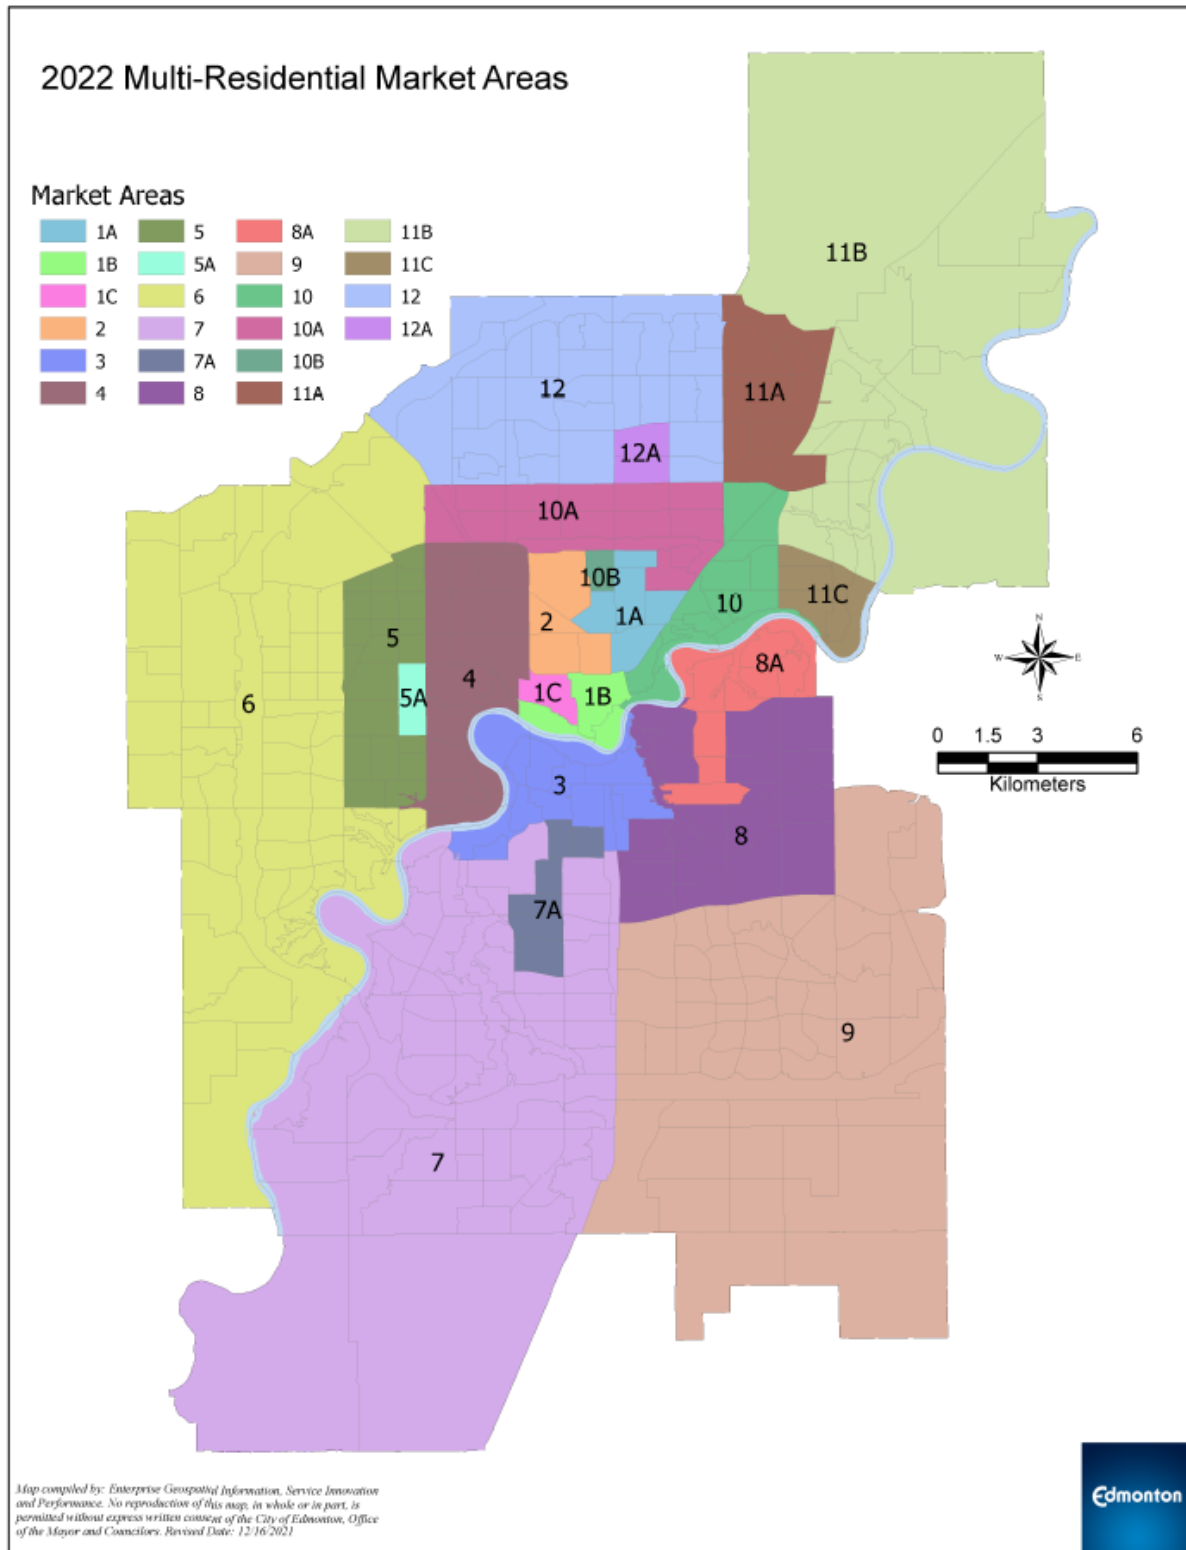 2022 Multi-Residential Market Areas
Market Areas
1A 5 8A 11B
1B 5A 9 11C
1C 6 10 12
2 7 10A 12A
3 7A 10B
4 8 11A
11B
12
11A
12A
10A
10B
11C
10
1A
2
N
W E
S
5
8A
4
1C
1B
5A
6
0 1.5 3 6
Kilometers
3
8
7A
9
7
Map compiled by: Enterprise Geospatial Information, Service Innovation
and Performance. No reproduction of this map, in whole or in part, is
permitted without express written consent of the City of Edmonton, Office
of the Mayor and Councilors. Revised Date: 12/16/2021
Edmonton